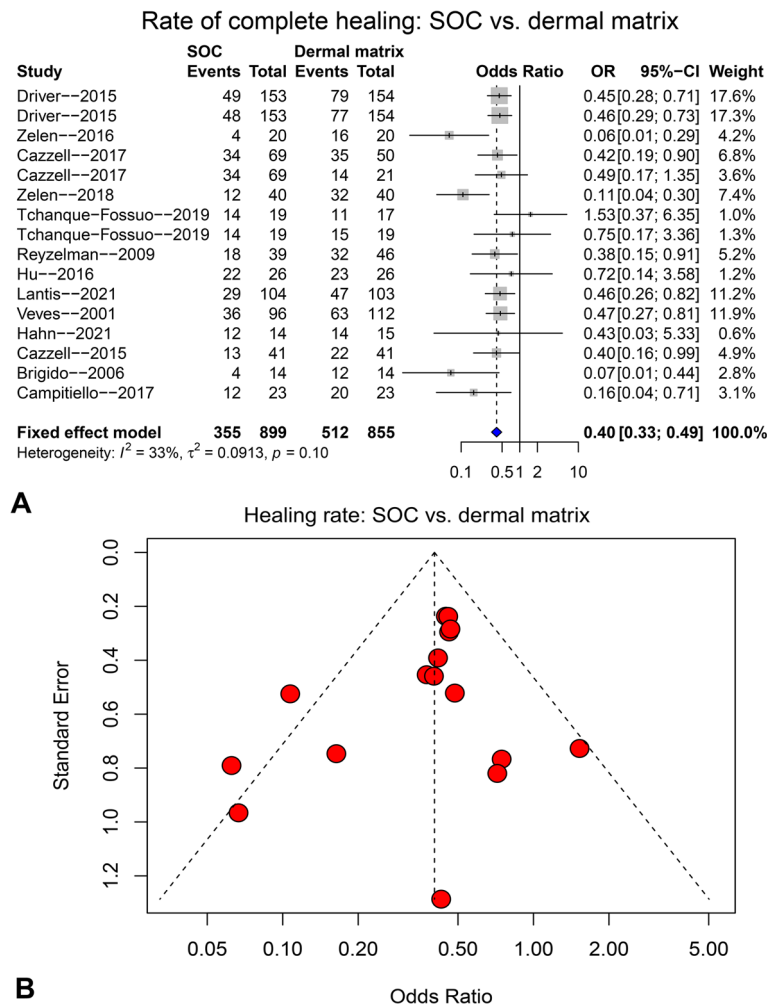 Rate of complete healing: SOC vs. dermal matrix
SOC Dermal matrix
Study Events Total Events Total Odds Ratio OR 95%−CI Weight
Driver−−2015 49 153 79 154 0.45 [0.28; 0.71] 17.6%
Driver−−2015 48 153 77 154 0.46 [0.29; 0.73] 17.3%
Zelen−−2016 4 20 16 20 0.06 [0.01; 0.29] 4.2%
Cazzell−−2017 34 69 35 50 0.42 [0.19; 0.90] 6.8%
Cazzell−−2017 34 69 14 21 0.49 [0.17; 1.35] 3.6%
Zelen−−2018 12 40 32 40 0.11 [0.04; 0.30] 7.4%
Tchanque−Fossuo−−2019 14 19 11 17 1.53 [0.37; 6.35] 1.0%
Tchanque−Fossuo−−2019 14 19 15 19 0.75 [0.17; 3.36] 1.3%
Reyzelman−−2009 18 39 32 46 0.38 [0.15; 0.91] 5.2%
Hu−−2016 22 26 23 26 0.72 [0.14; 3.58] 1.2%
Lantis−−2021 29 104 47 103 0.46 [0.26; 0.82] 11.2%
Veves−−2001 36 96 63 112 0.47 [0.27; 0.81] 11.9%
Hahn−−2021 12 14 14 15 0.43 [0.03; 5.33] 0.6%
Cazzell−−2015 13 41 22 41 0.40 [0.16; 0.99] 4.9%
Brigido−−2006 4 14 12 14 0.07 [0.01; 0.44] 2.8%
Campitiello−−2017 12 23 20 23 0.16 [0.04; 0.71] 3.1%
Fixed effect model 355 899 512 855 0.40 [0.33; 0.49] 100.0%
Heterogeneity: I² = 33%, τ² = 0.0913, p = 0.10
0.1 0.5 1 2 10
A
Healing rate: SOC vs. dermal matrix
0.0
0.2
0.4
0.6
0.8
1.0
1.2
Standard Error
0.05 0.10 0.20 0.50 1.00 2.00 5.00
Odds Ratio
B